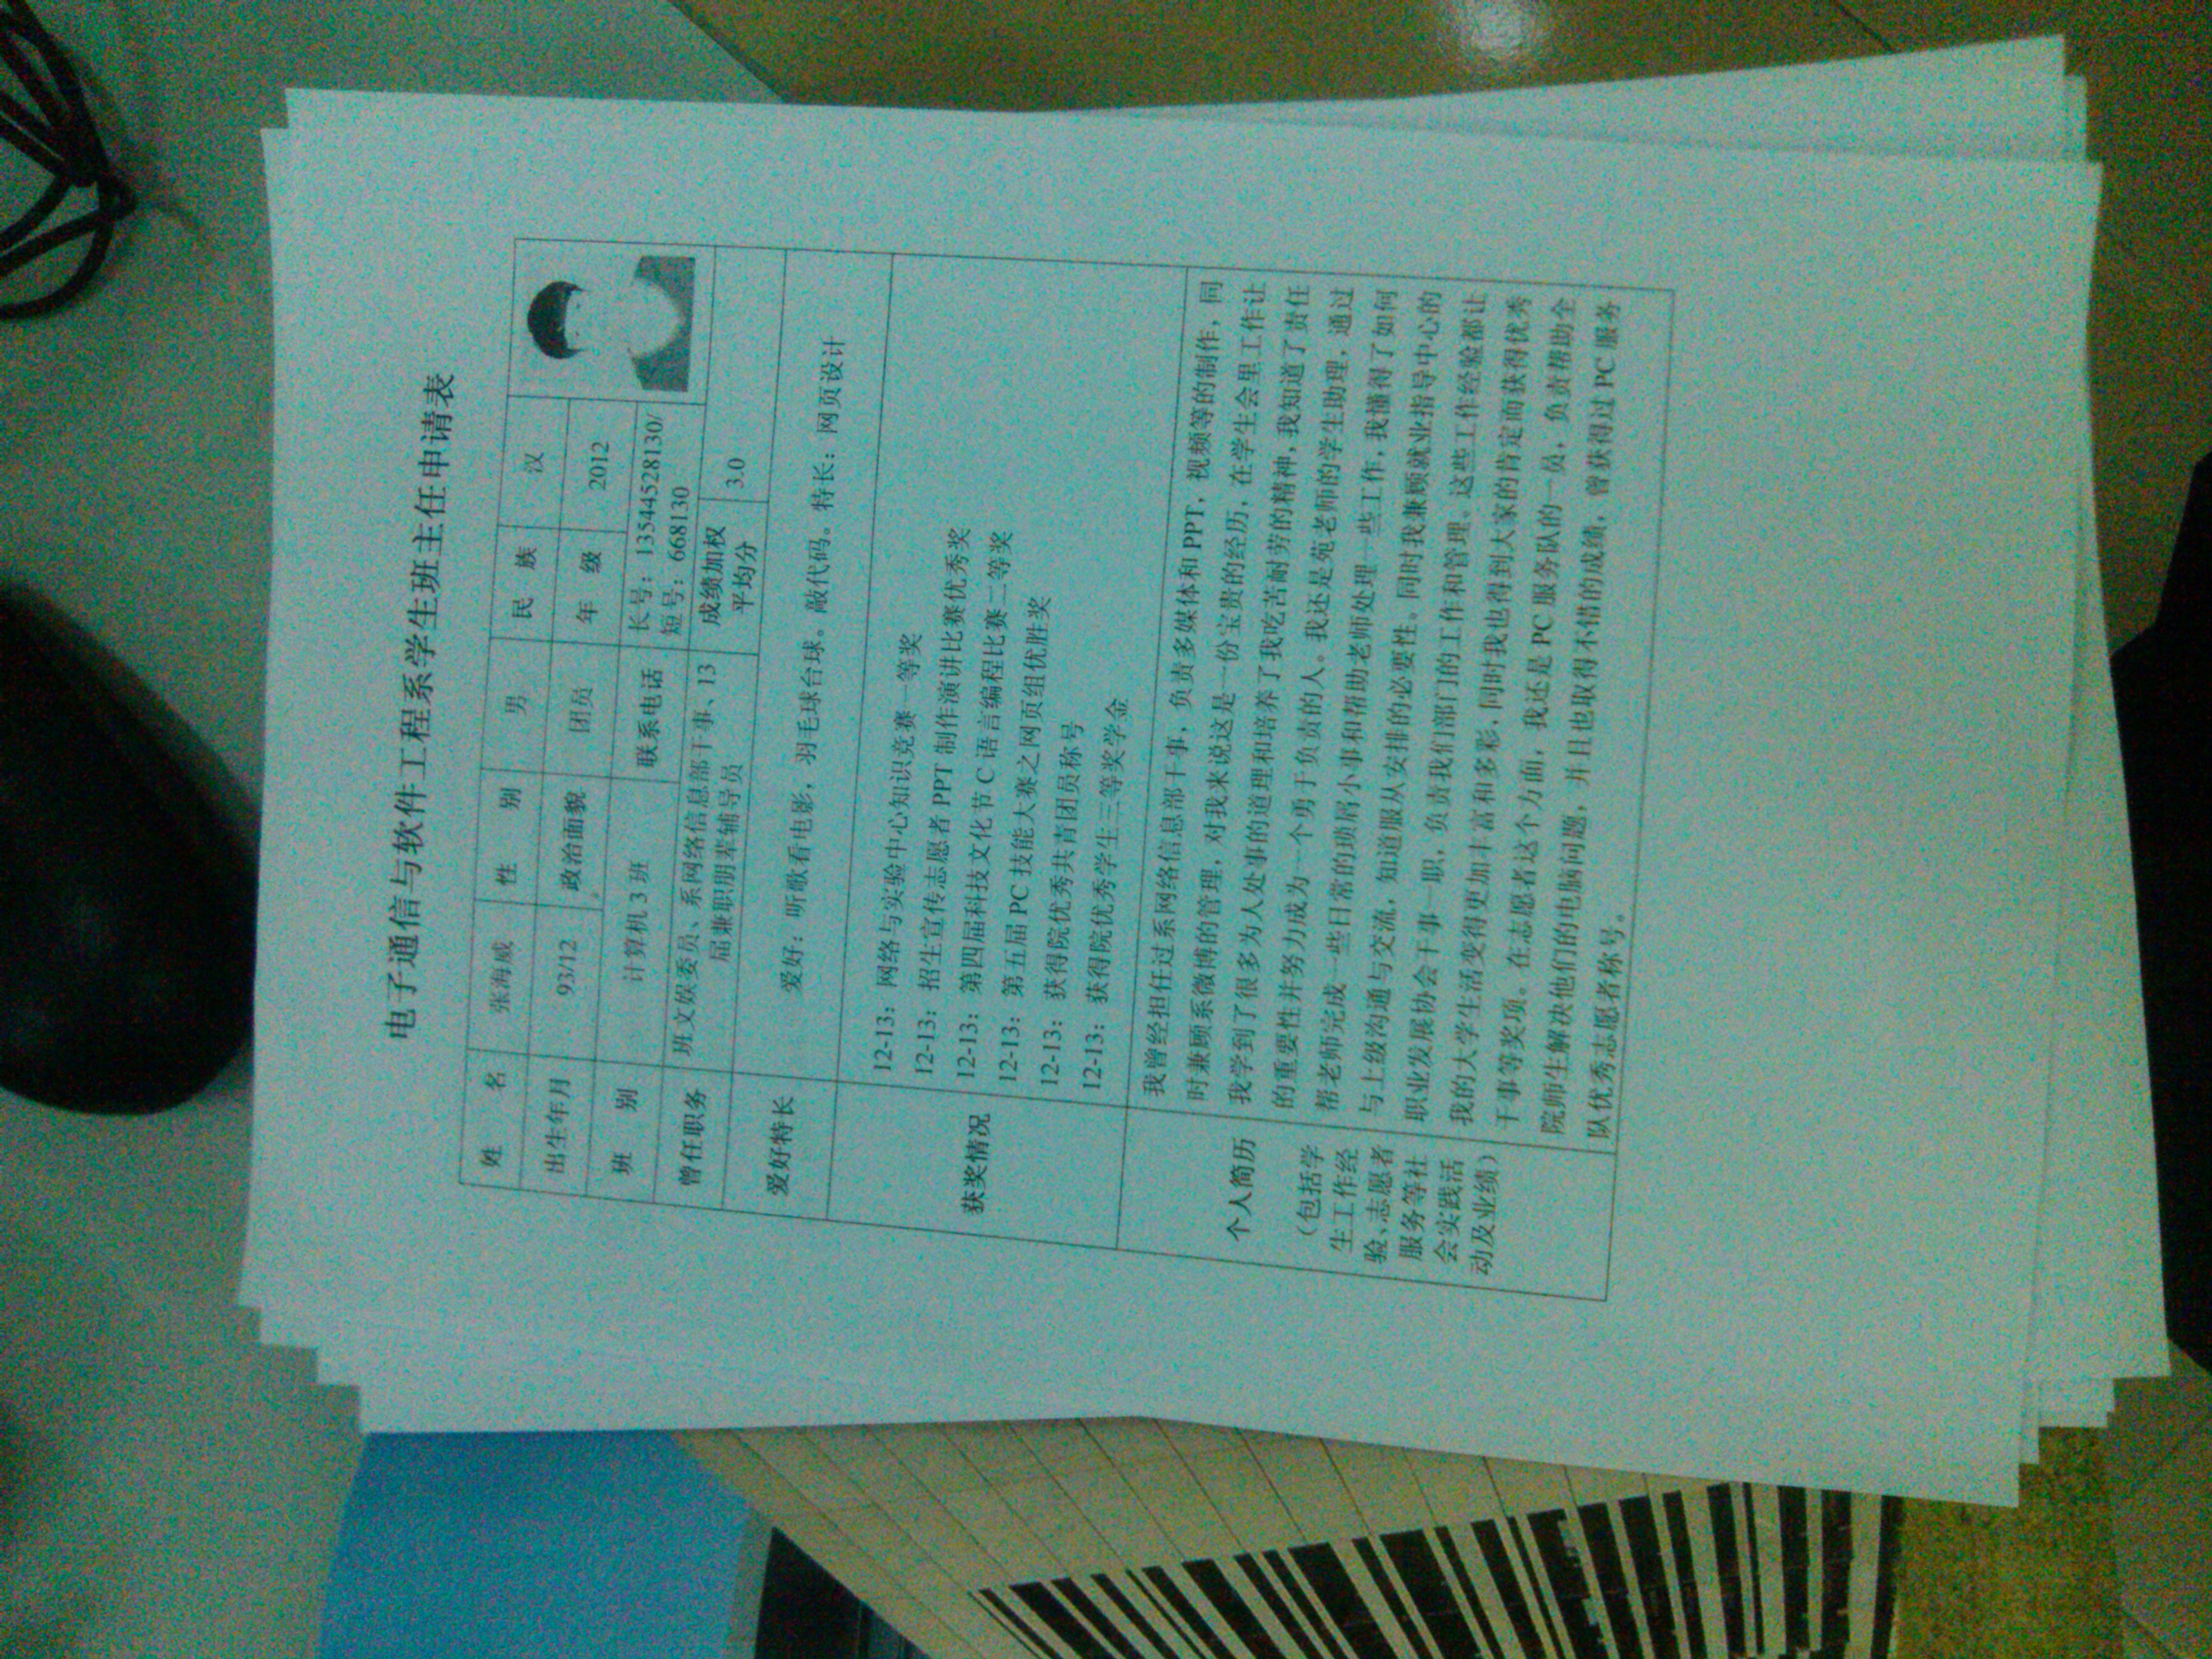 电子通信与软件工程系学生班主任申请表
姓 名 张海威 性 别 男 民 族 汉
出生年月 93/12 政治面貌 团员 年 级 2012
班 别 计算机3班 联系电话 长号：13544528130/
短号：668130
曾任职务 班文娱委员、系网络信息部干事、13
届兼职朋辈辅导员
成绩加权
平均分
3.0
爱好特长 爱好：听歌看电影，羽毛球台球。敲代码。特长：网页设计
获奖情况
12-13：网络与实验中心知识竞赛一等奖
12-13：招生宣传志愿者PPT制作演讲比赛优秀奖
12-13：第四届科技文化节C语言编程比赛二等奖
12-13：第五届PC技能大赛之网页组优胜奖
12-13：获得院优秀共青团员称号
12-13：获得院优秀学生三等奖学金
个人简历
（包括学
生工作经
验、志愿者
服务等社
会实践活
动及业绩）
我曾经担任过系网络信息部干事，负责多媒体和PPT，视频等的制作，同
时兼顾系微博的管理，对我来说这是一份宝贵的经历，在学生会里工作让
我学到了很多为人处事的道理和培养了我吃苦耐劳的精神，我知道了责任
的重要性并努力成为一个勇于负责的人。我还是苑老师的学生助理，通过
帮老师完成一些日常的琐屑小事和帮助老师处理一些工作，我懂得了如何
与上级沟通与交流，知道服从安排的必要性。同时我兼顾就业指导中心的
职业发展协会干事一职，负责我们部门的工作和管理。这些工作经验都让
我的大学生活变得更加丰富和多彩，同时我也得到大家的肯定而获得优秀
干事等奖项。在志愿者这个方面，我还是PC服务队的一员，负责帮助全
院师生解决他们的电脑问题，并且也取得不错的成绩，曾获得过PC服务
队优秀志愿者称号。